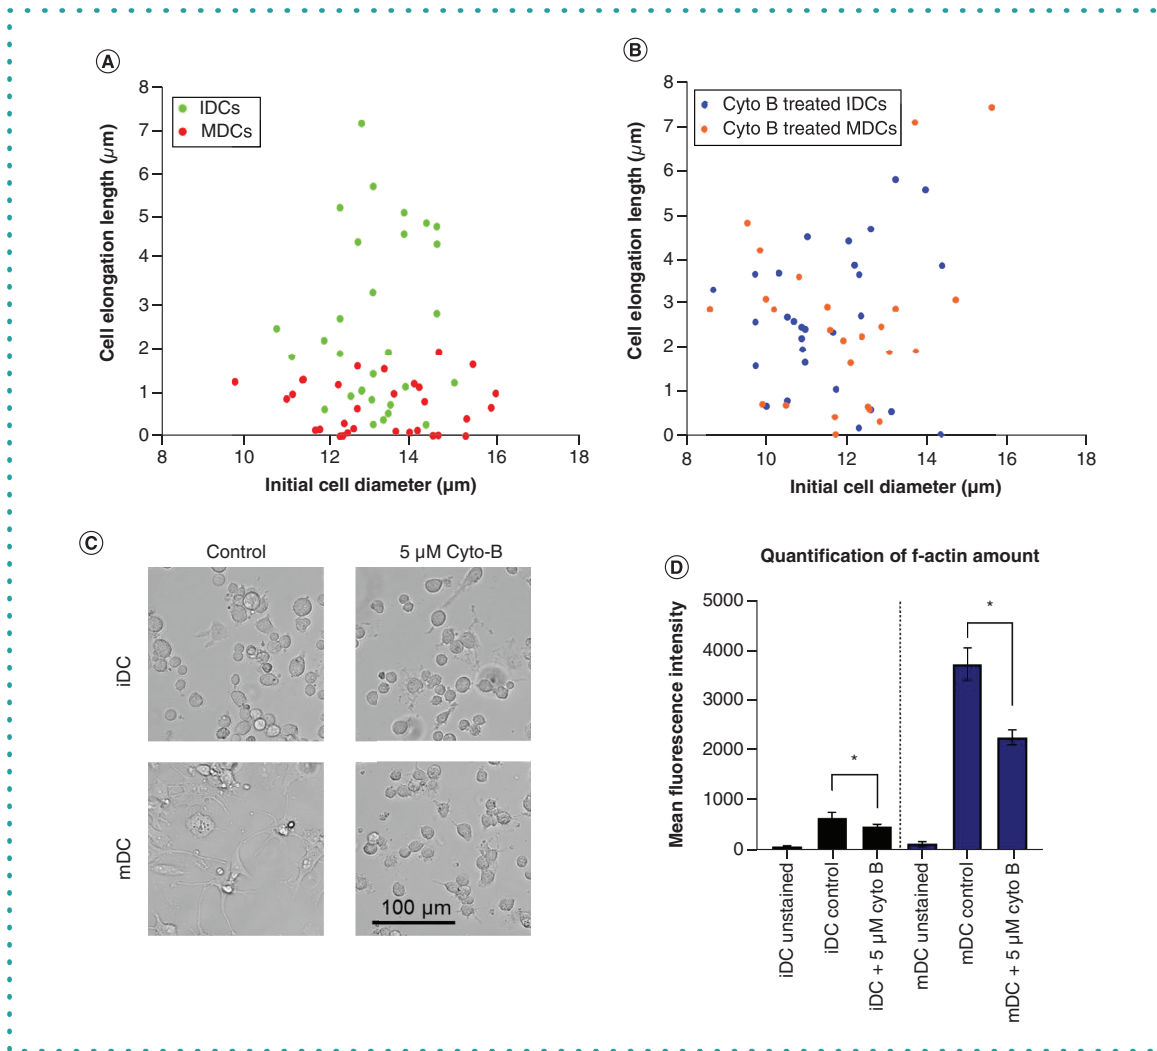 A
8
7
6
5
4
3
2
1
0
Cell elongation length (µm)
IDCs
MDCs
8
10
12
14
16
18
Initial cell diameter (µm)
B
8
7
6
5
4
3
2
1
0
Cell elongation length (µm)
Cyto B treated IDCs
Cyto B treated MDCs
8
10
12
14
16
18
Initial cell diameter (µm)
C
Control
5 µM Cyto-B
iDC
mDC
100 µm
D
Quantification of f-actin amount
5000
4000
3000
2000
1000
0
Mean fluorescence intensity
*
*
iDC unstained
iDC control
iDC + 5 µM cyto B
mDC unstained
mDC control
mDC + 5 µM cyto B